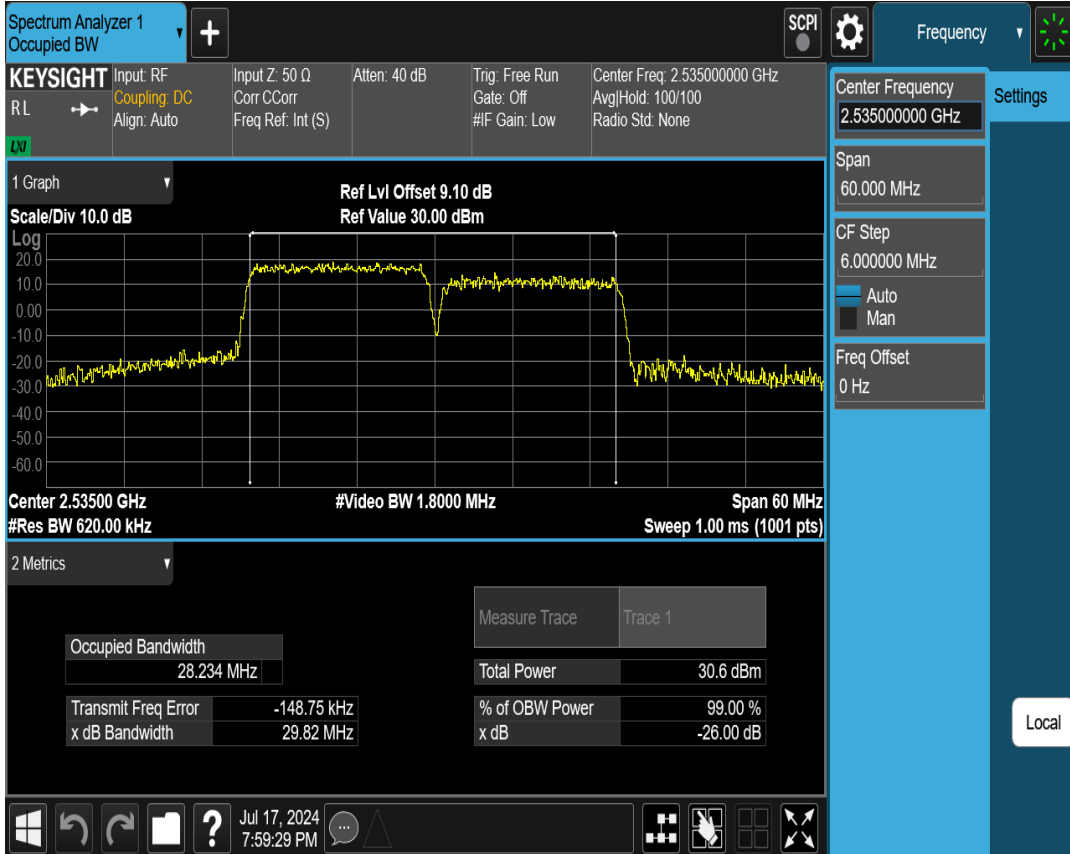 Spectrum Analyzer 1
Occupied BW
+
SCPI
Frequency
KEYSIGHT
RL
LXI
Input: RF
Coupling: DC
Align: Auto
Input Z: 50 Ω
Corr CCorr
Freq Ref: Int (S)
Atten: 40 dB
Trig: Free Run
Gate: Off
#IF Gain: Low
Center Freq: 2.535000000 GHz
Avg|Hold: 100/100
Radio Std: None
Center Frequency
2.535000000 GHz
Settings
Span
60.000 MHz
CF Step
6.000000 MHz
Auto
Man
Freq Offset
0 Hz
Local
1 Graph
Ref Lvl Offset 9.10 dB
Scale/Div 10.0 dB
Ref Value 30.00 dBm
Log
20.0
10.0
0.00
-10.0
-20.0
-30.0
-40.0
-50.0
-60.0
Center 2.53500 GHz
#Video BW 1.8000 MHz
Span 60 MHz
#Res BW 620.00 kHz
Sweep 1.00 ms (1001 pts)
2 Metrics
Measure Trace
Trace 1
Occupied Bandwidth
28.234 MHz
Total Power
30.6 dBm
Transmit Freq Error
-148.75 kHz
% of OBW Power
99.00 %
x dB Bandwidth
29.82 MHz
x dB
-26.00 dB
?
Jul 17, 2024
7:59:29 PM